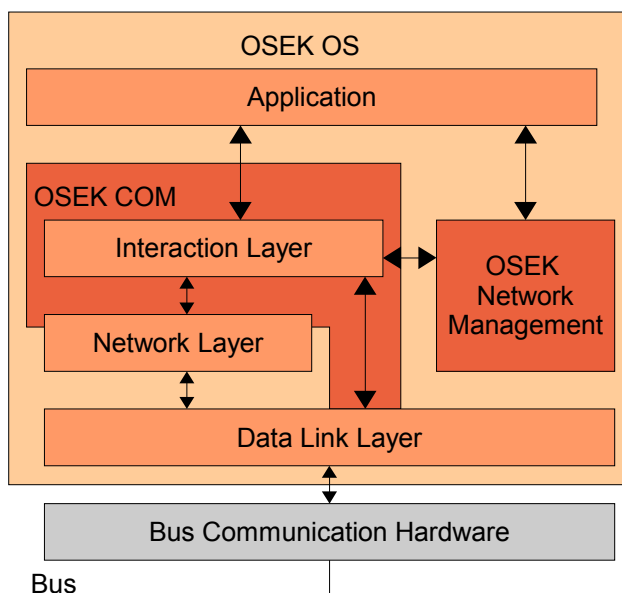 OSEK OS
Application
OSEK COM
Interaction Layer
OSEK
Network
Management
Network Layer
Data Link Layer
Bus Communication Hardware
Bus